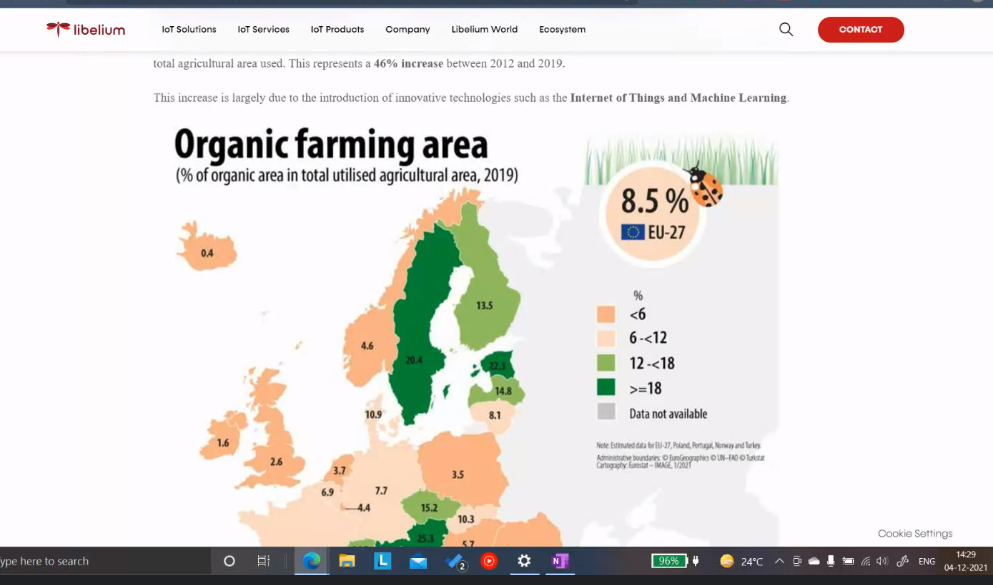 libelium
IoT Solutions
IoT Services
IoT Products
Company
Libelium World
Ecosystem
CONTACT
total agricultural area used. This represents a 46% increase between 2012 and 2019.
This increase is largely due to the introduction of innovative technologies such as the Internet of Things and Machine Learning.
Organic farming area
(% of organic area in total utilised agricultural area, 2019)
8.5 %
EU-27
0.4
13.5
4.6
20.4
22.3
14.8
10.9
8.1
1.6
2.6
3.7
3.5
6.9
7.7
4.4
15.2
10.3
25.3
5.7
%
<6
6-<12
12-<18
>=18
Data not available
Note: Estimated data for EU-27, Poland, Portugal, Norway and Turkey.
Administrative boundaries: © EuroGeographics © UN–FAO © Turkstat
Cartography: Eurostat – IMAGE, 1/2021
Cookie Settings
ype here to search
L
2
N
96%
24°C
ENG
14:29
04-12-2021